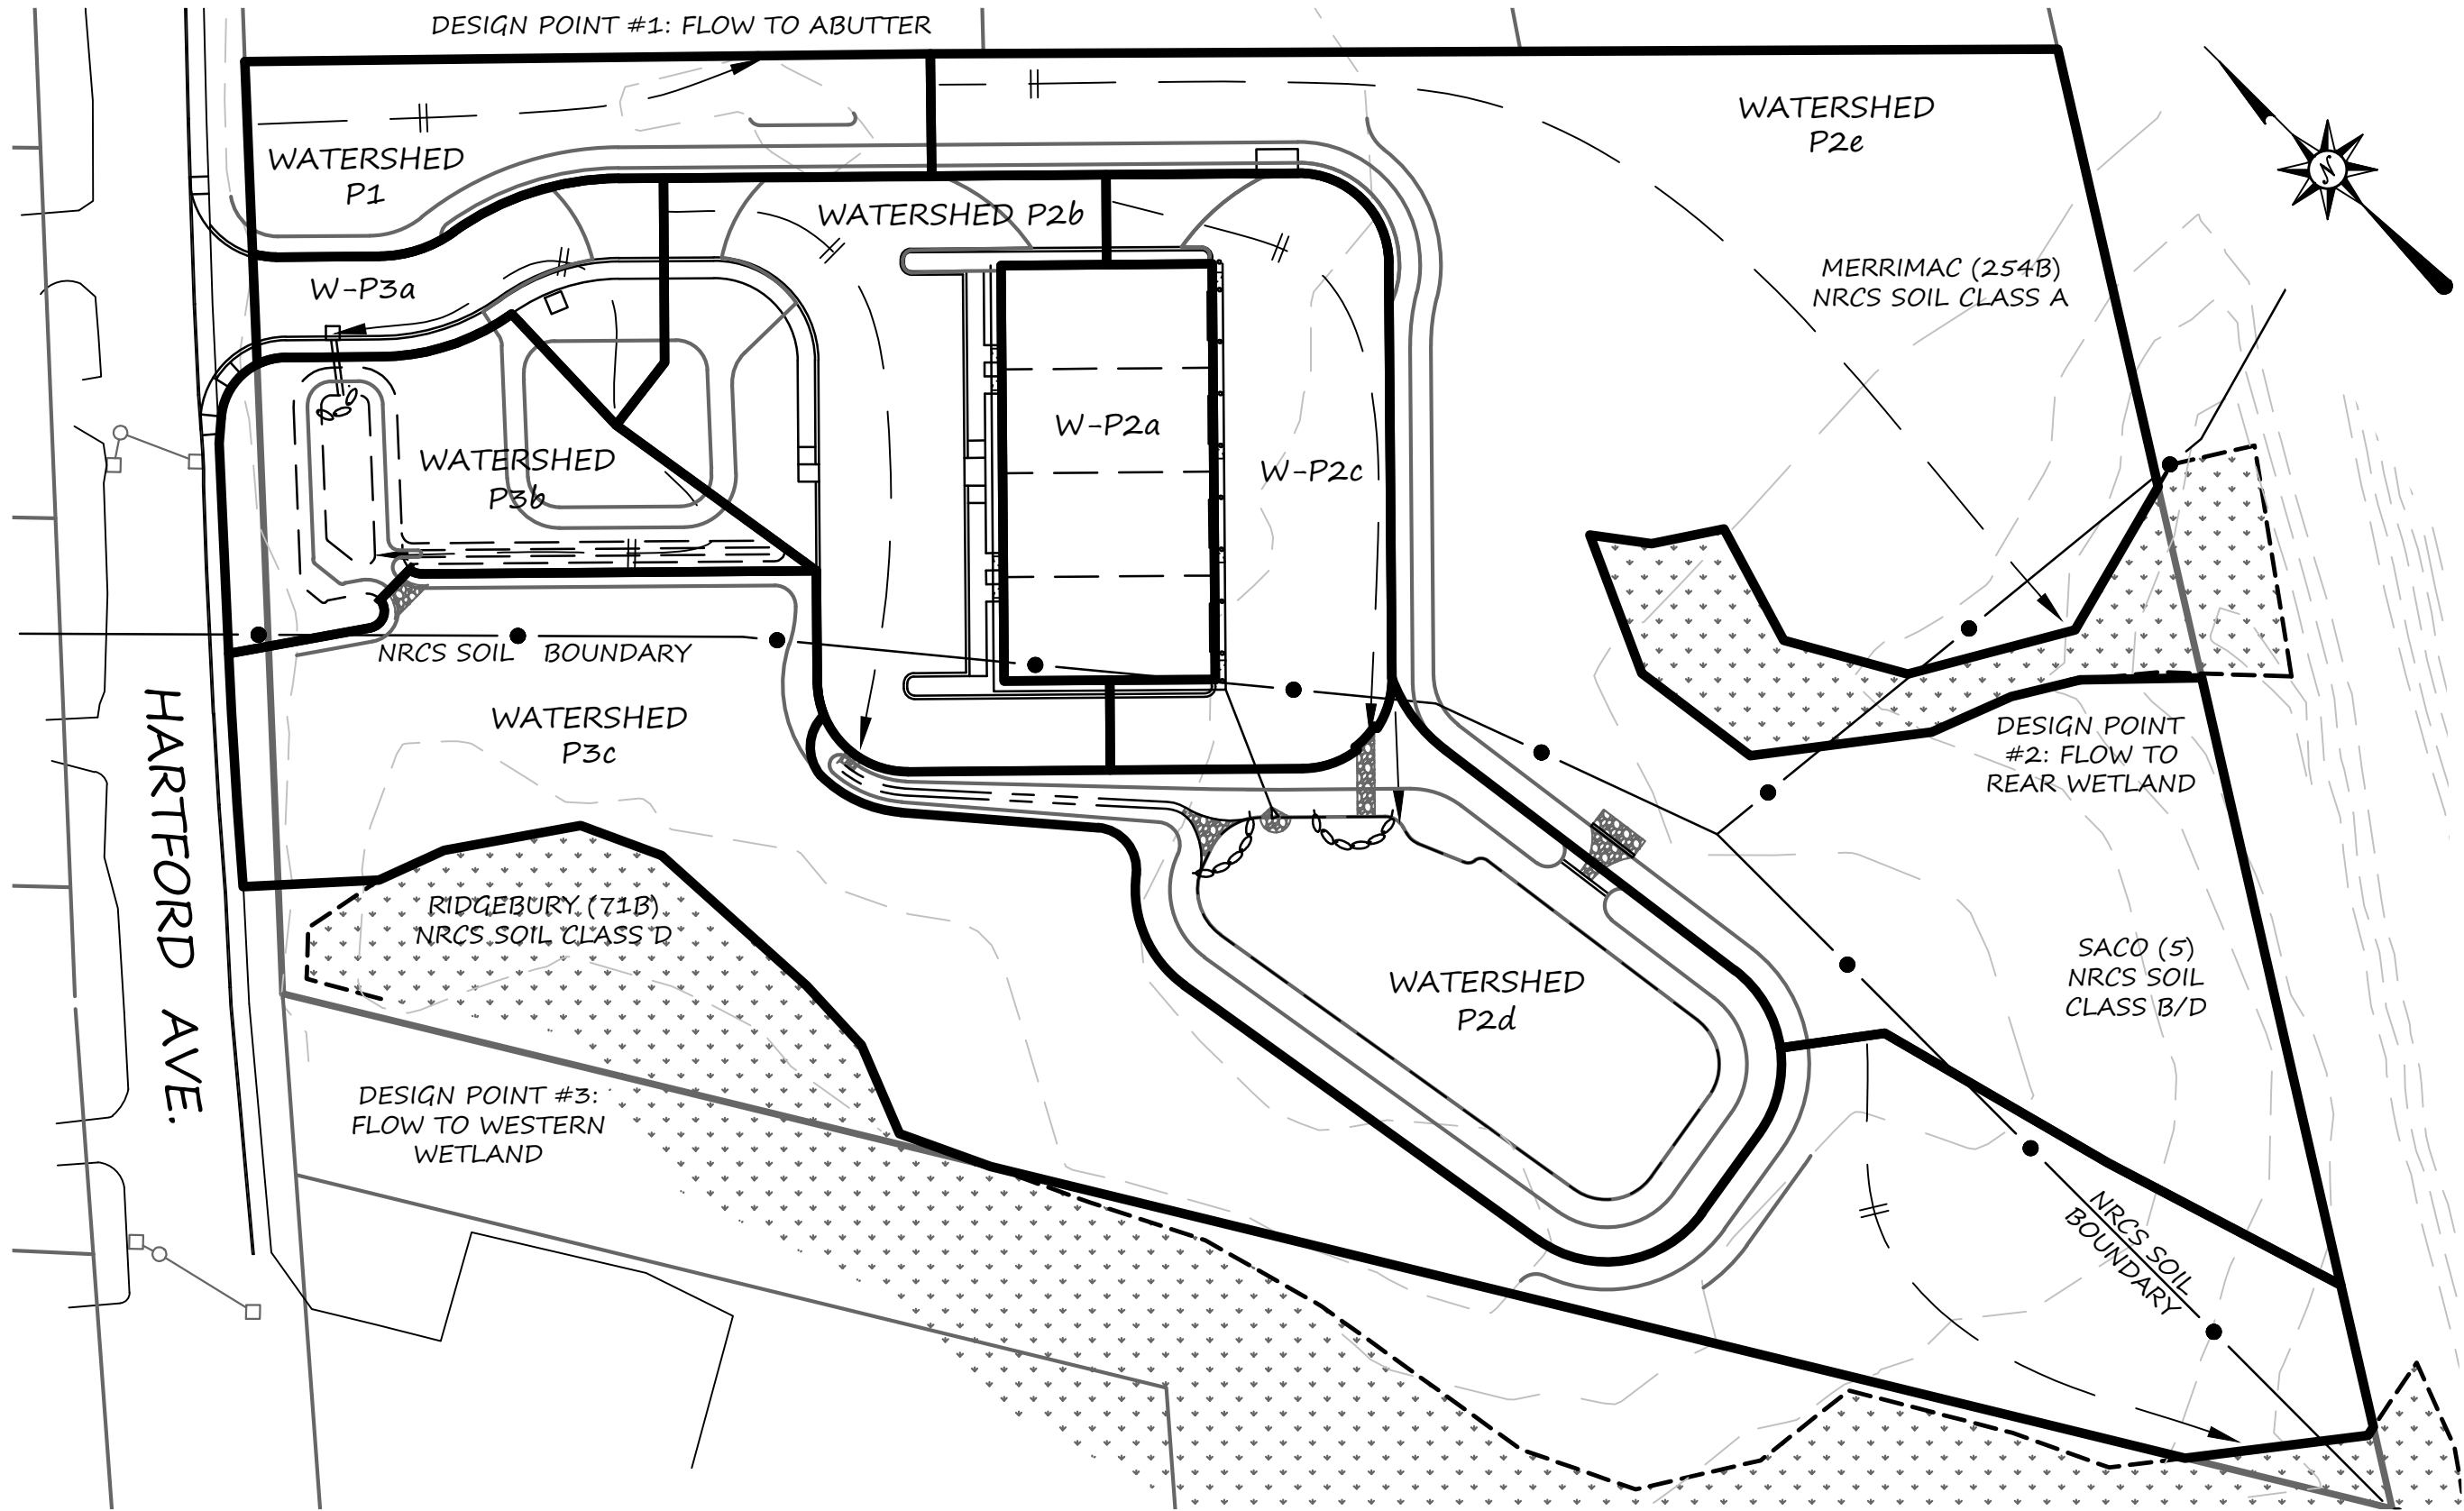 DESIGN POINT #1: FLOW TO ABUTTER
WATERSHED
P1
WATERSHED P2b
WATERSHED
P2e
N
W-P3a
MERRIMAC (254B)
NRCS SOIL CLASS A
W-P2a
W-P2c
WATERSHED
P3b
NRCS SOIL BOUNDARY
WATERSHED
P3c
DESIGN POINT
#2: FLOW TO
REAR WETLAND
HARTFORD AVE.
RIDGEBURY (71B)
NRCS SOIL CLASS D
WATERSHED
P2d
SACO (5)
NRCS SOIL
CLASS B/D
DESIGN POINT #3:
FLOW TO WESTERN
WETLAND
NRCS SOIL
BOUNDARY